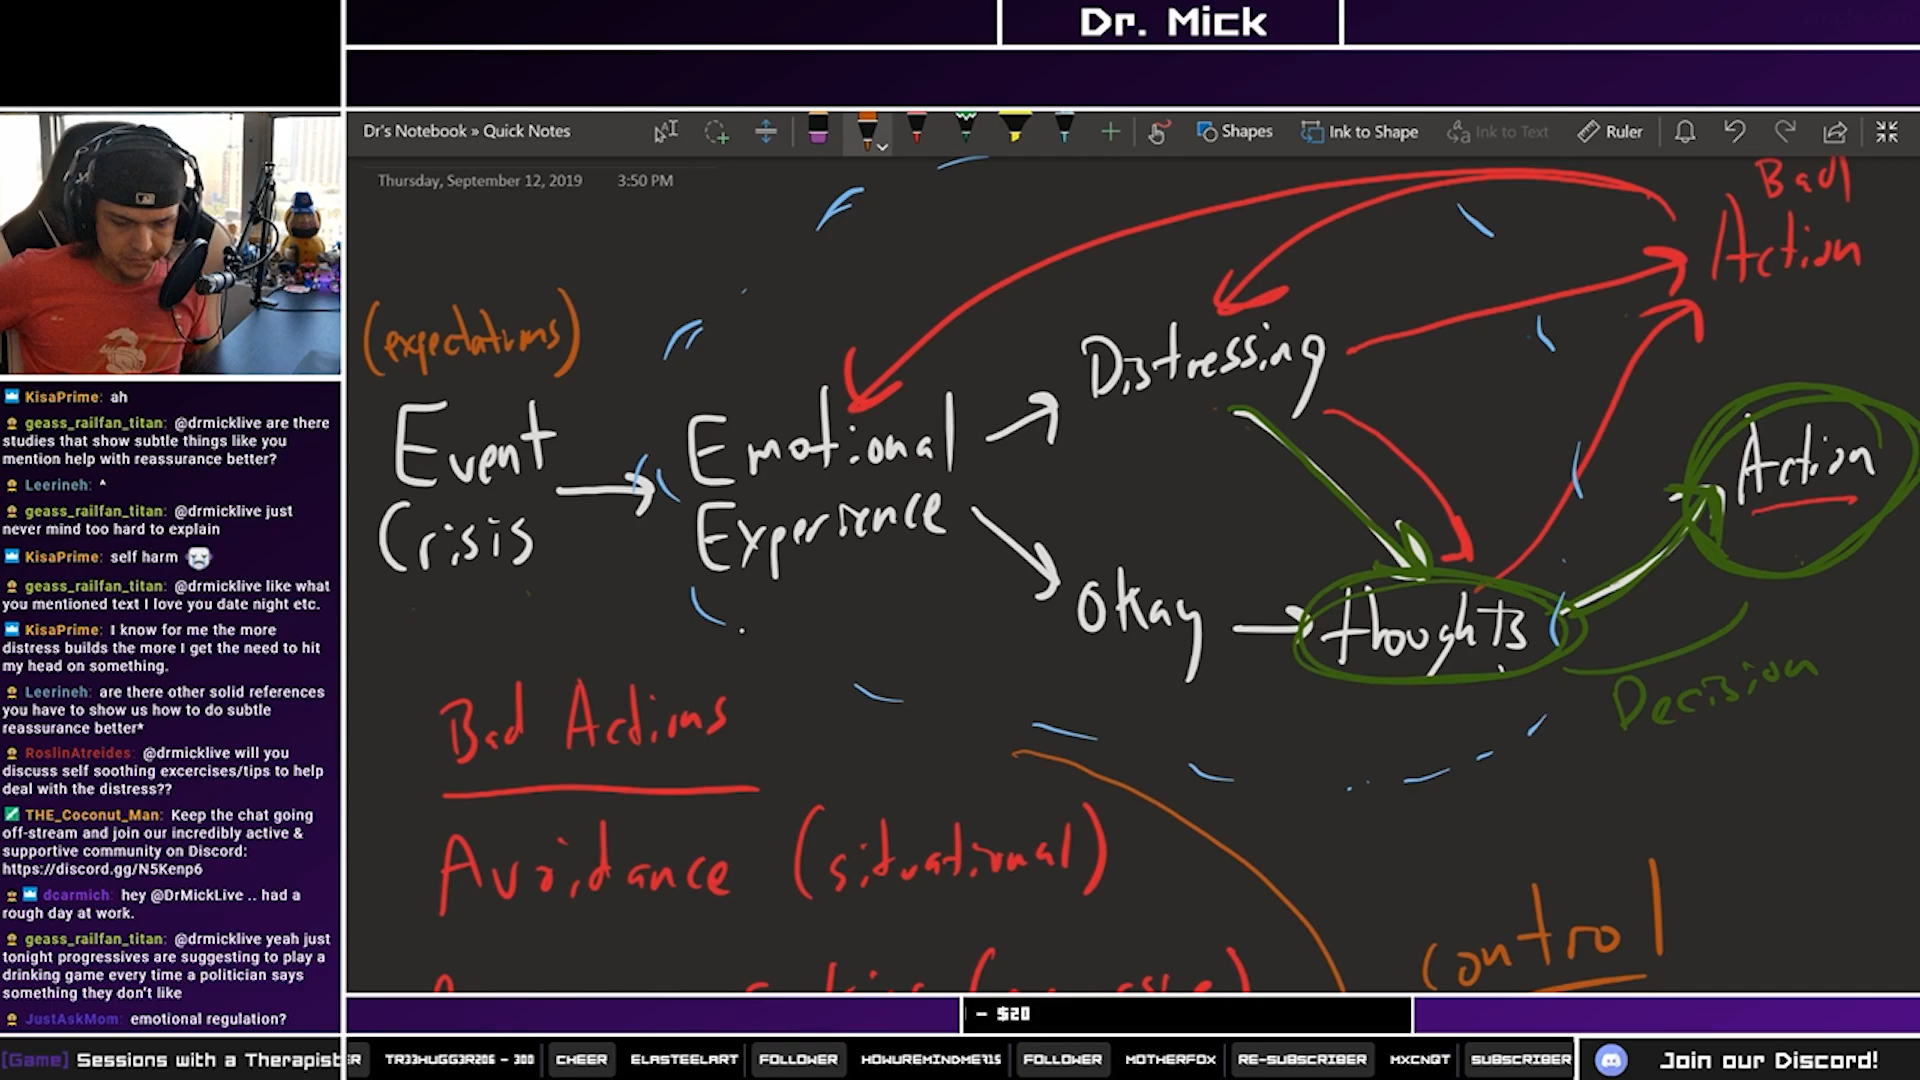 Dr. Mick
Dr's Notebook » Quick Notes
Shapes
Ink to Shape
Ink to Text
Ruler
Thursday, September 12, 2019
3:50 PM
Bad
Action
(expectations)
Event
Crisis
Emotional
Experience
Distressing
Okay
thoughts
Action
Decision
Bad Actions
Avoidance (situational)
control
KisaPrime: ah
geass_railfan_titan: @drmicklive are there
studies that show subtle things like you
mention help with reassurance better?
Leerineh: ^
geass_railfan_titan: @drmicklive just
never mind too hard to explain
KisaPrime: self harm
geass_railfan_titan: @drmicklive like what
you mentioned text I love you date night etc.
KisaPrime: I know for me the more
distress builds the more I get the need to hit
my head on something.
Leerineh: are there other solid references
you have to show us how to do subtle
reassurance better*
RoslinAtreides: @drmicklive will you
discuss self soothing excercises/tips to help
deal with the distress??
THE_Coconut_Man: Keep the chat going
off-stream and join our incredibly active &
supportive community on Discord:
https://discord.gg/N5Kenp6
dcarmich: hey @DrMickLive .. had a
rough day at work.
geass_railfan_titan: @drmicklive yeah just
tonight progressives are suggesting to play a
drinking game every time a politician says
something they don't like
JustAskMom: emotional regulation?
- $20
[Game] Sessions with a Therapist
ER TR33HUGG3R206 - 300 CHEER ELASTEELART FOLLOWER HOWUREMINDME715 FOLLOWER MOTHERFOX RE-SUBSCRIBER MXCNQT SUBSCRIBER
Join our Discord!